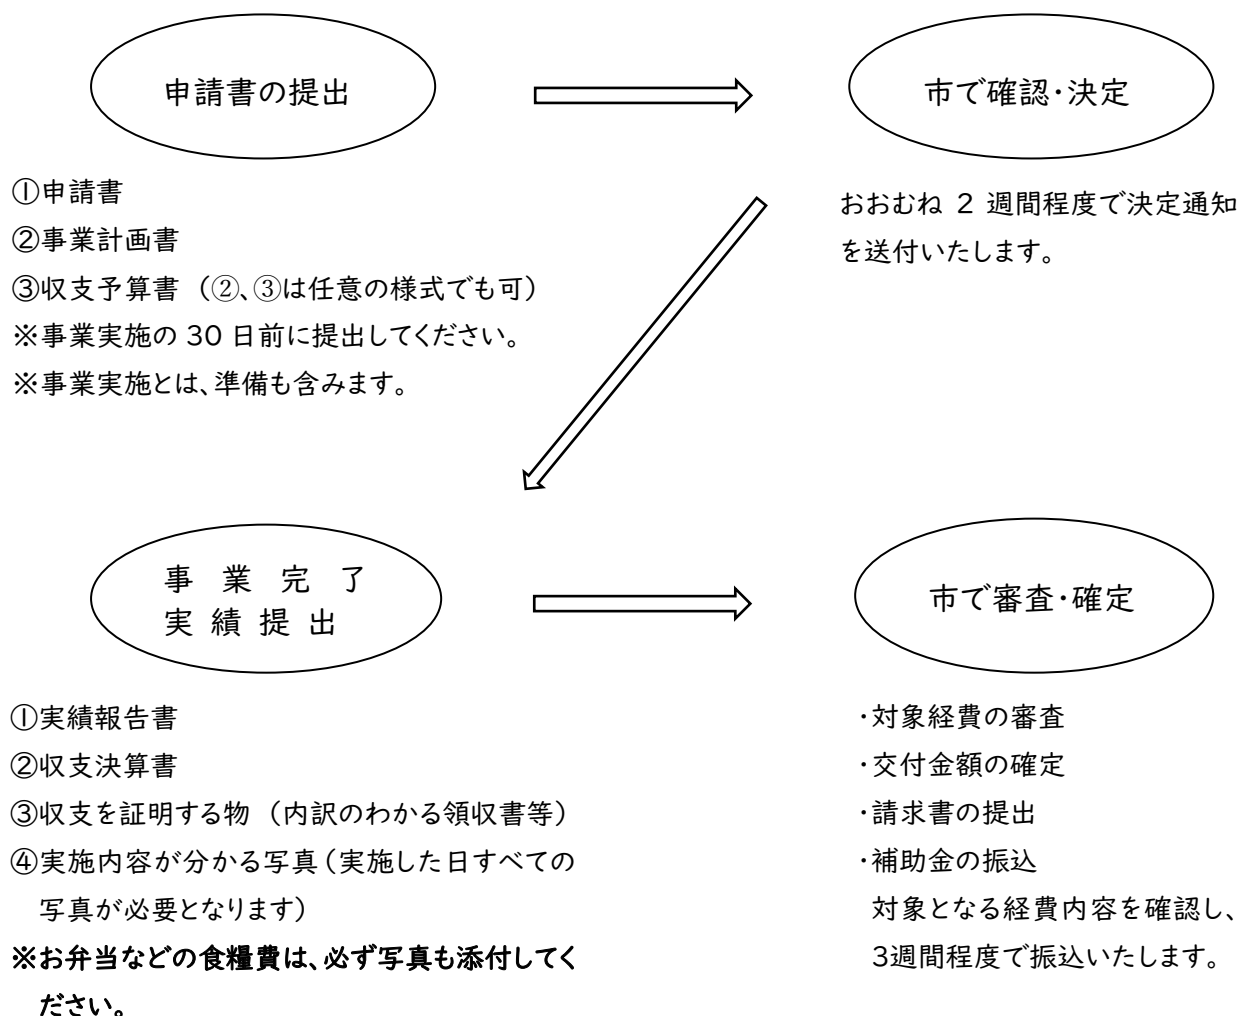 申請書の提出
市で確認・決定
①申請書
②事業計画書
③収支予算書（②、③は任意の様式でも可）
※事業実施の 30 日前に提出してください。
※事業実施とは、準備も含みます。
おおむね 2 週間程度で決定通知
を送付いたします。
事業完了
実績提出
市で審査・確定
①実績報告書
②収支決算書
③収支を証明する物（内訳のわかる領収書等）
④実施内容が分かる写真（実施した日すべての
写真が必要となります）
※お弁当などの食糧費は、必ず写真も添付してく
ださい。
・対象経費の審査
・交付金額の確定
・請求書の提出
・補助金の振込
対象となる経費内容を確認し、
3週間程度で振込いたします。